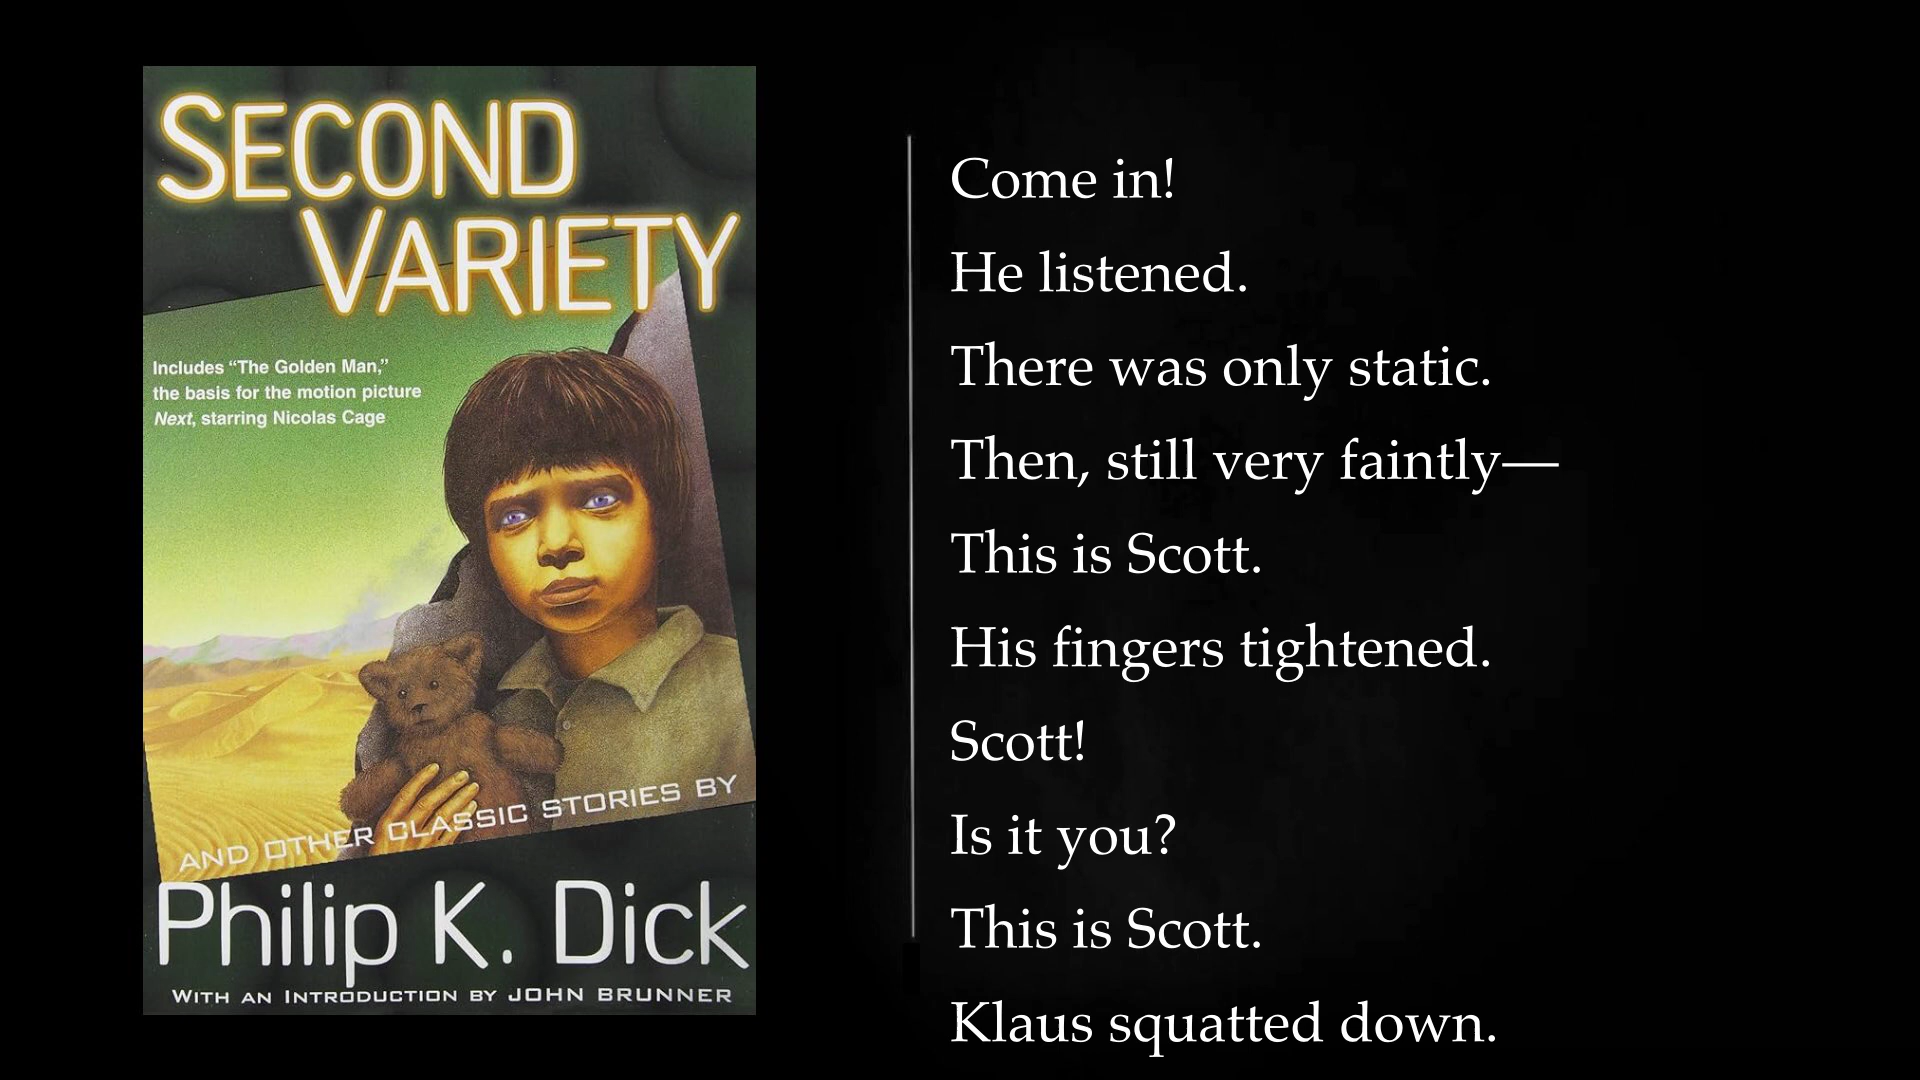 SECOND
VARIETY
Includes “The Golden Man,”
the basis for the motion picture
Next, starring Nicolas Cage
AND OTHER CLASSIC STORIES BY
Philip K. Dick
WITH AN INTRODUCTION BY JOHN BRUNNER
Come in!
He listened.
There was only static.
Then, still very faintly—
This is Scott.
His fingers tightened.
Scott!
Is it you?
This is Scott.
Klaus squatted down.